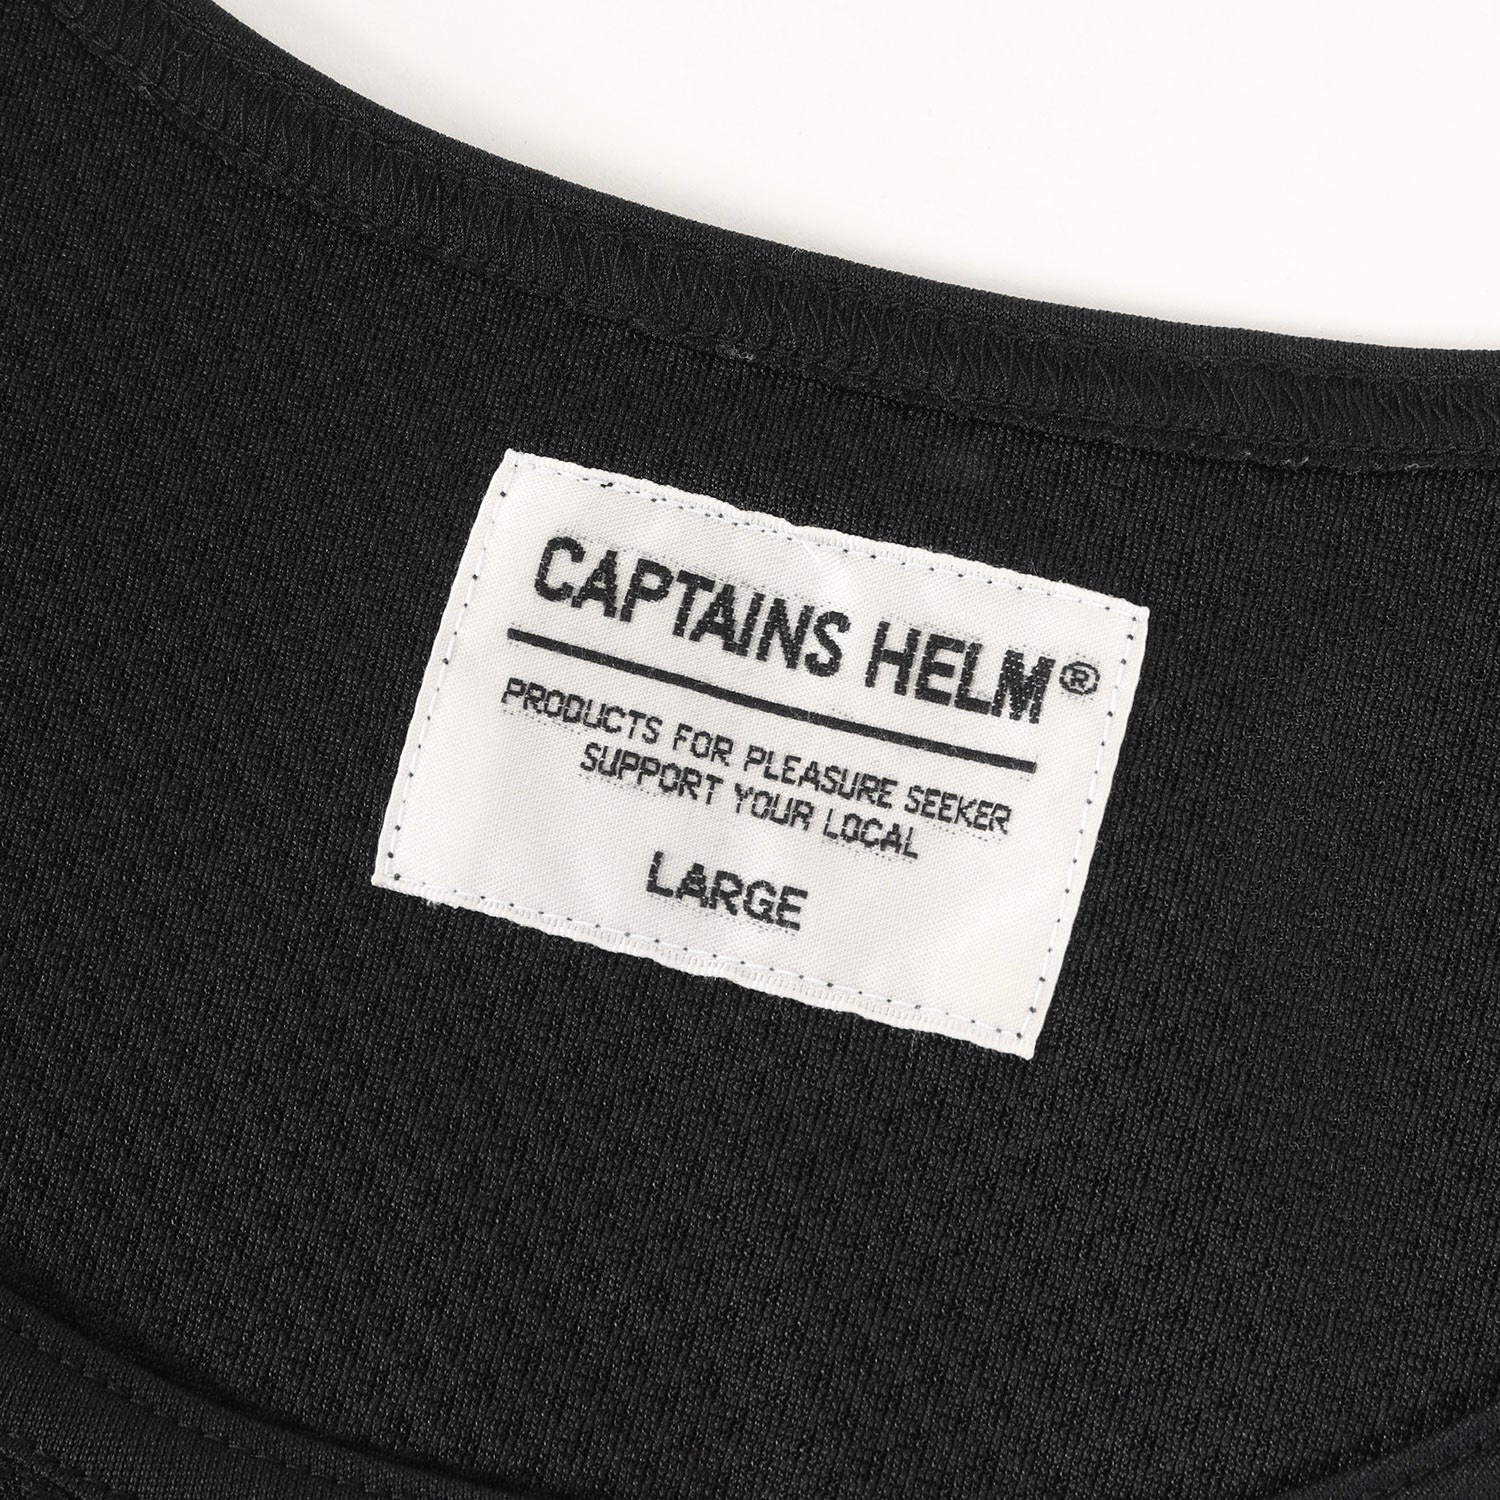 CAPTAINS HELM®
PRODUCTS FOR PLEASURE SEEKER
SUPPORT YOUR LOCAL
LARGE